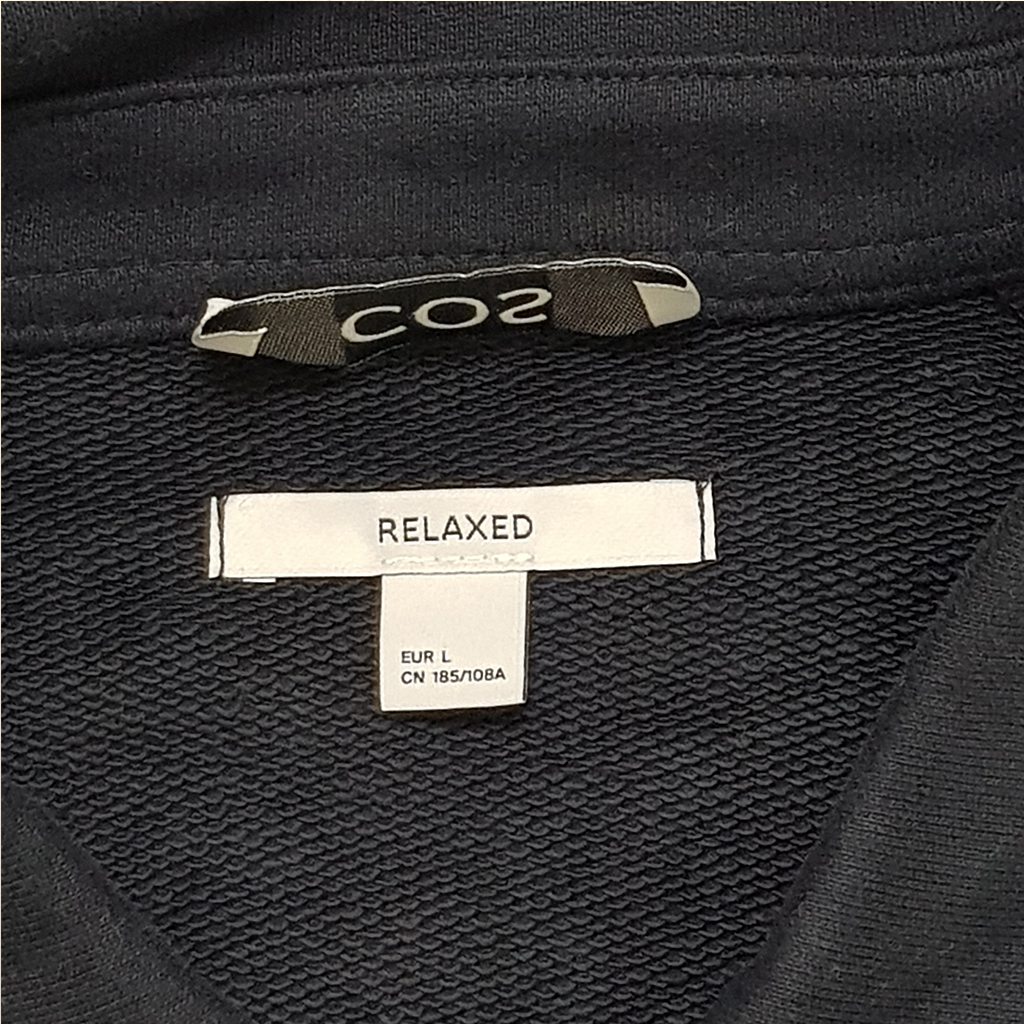 COS
RELAXED
EUR L
CN 185/108A